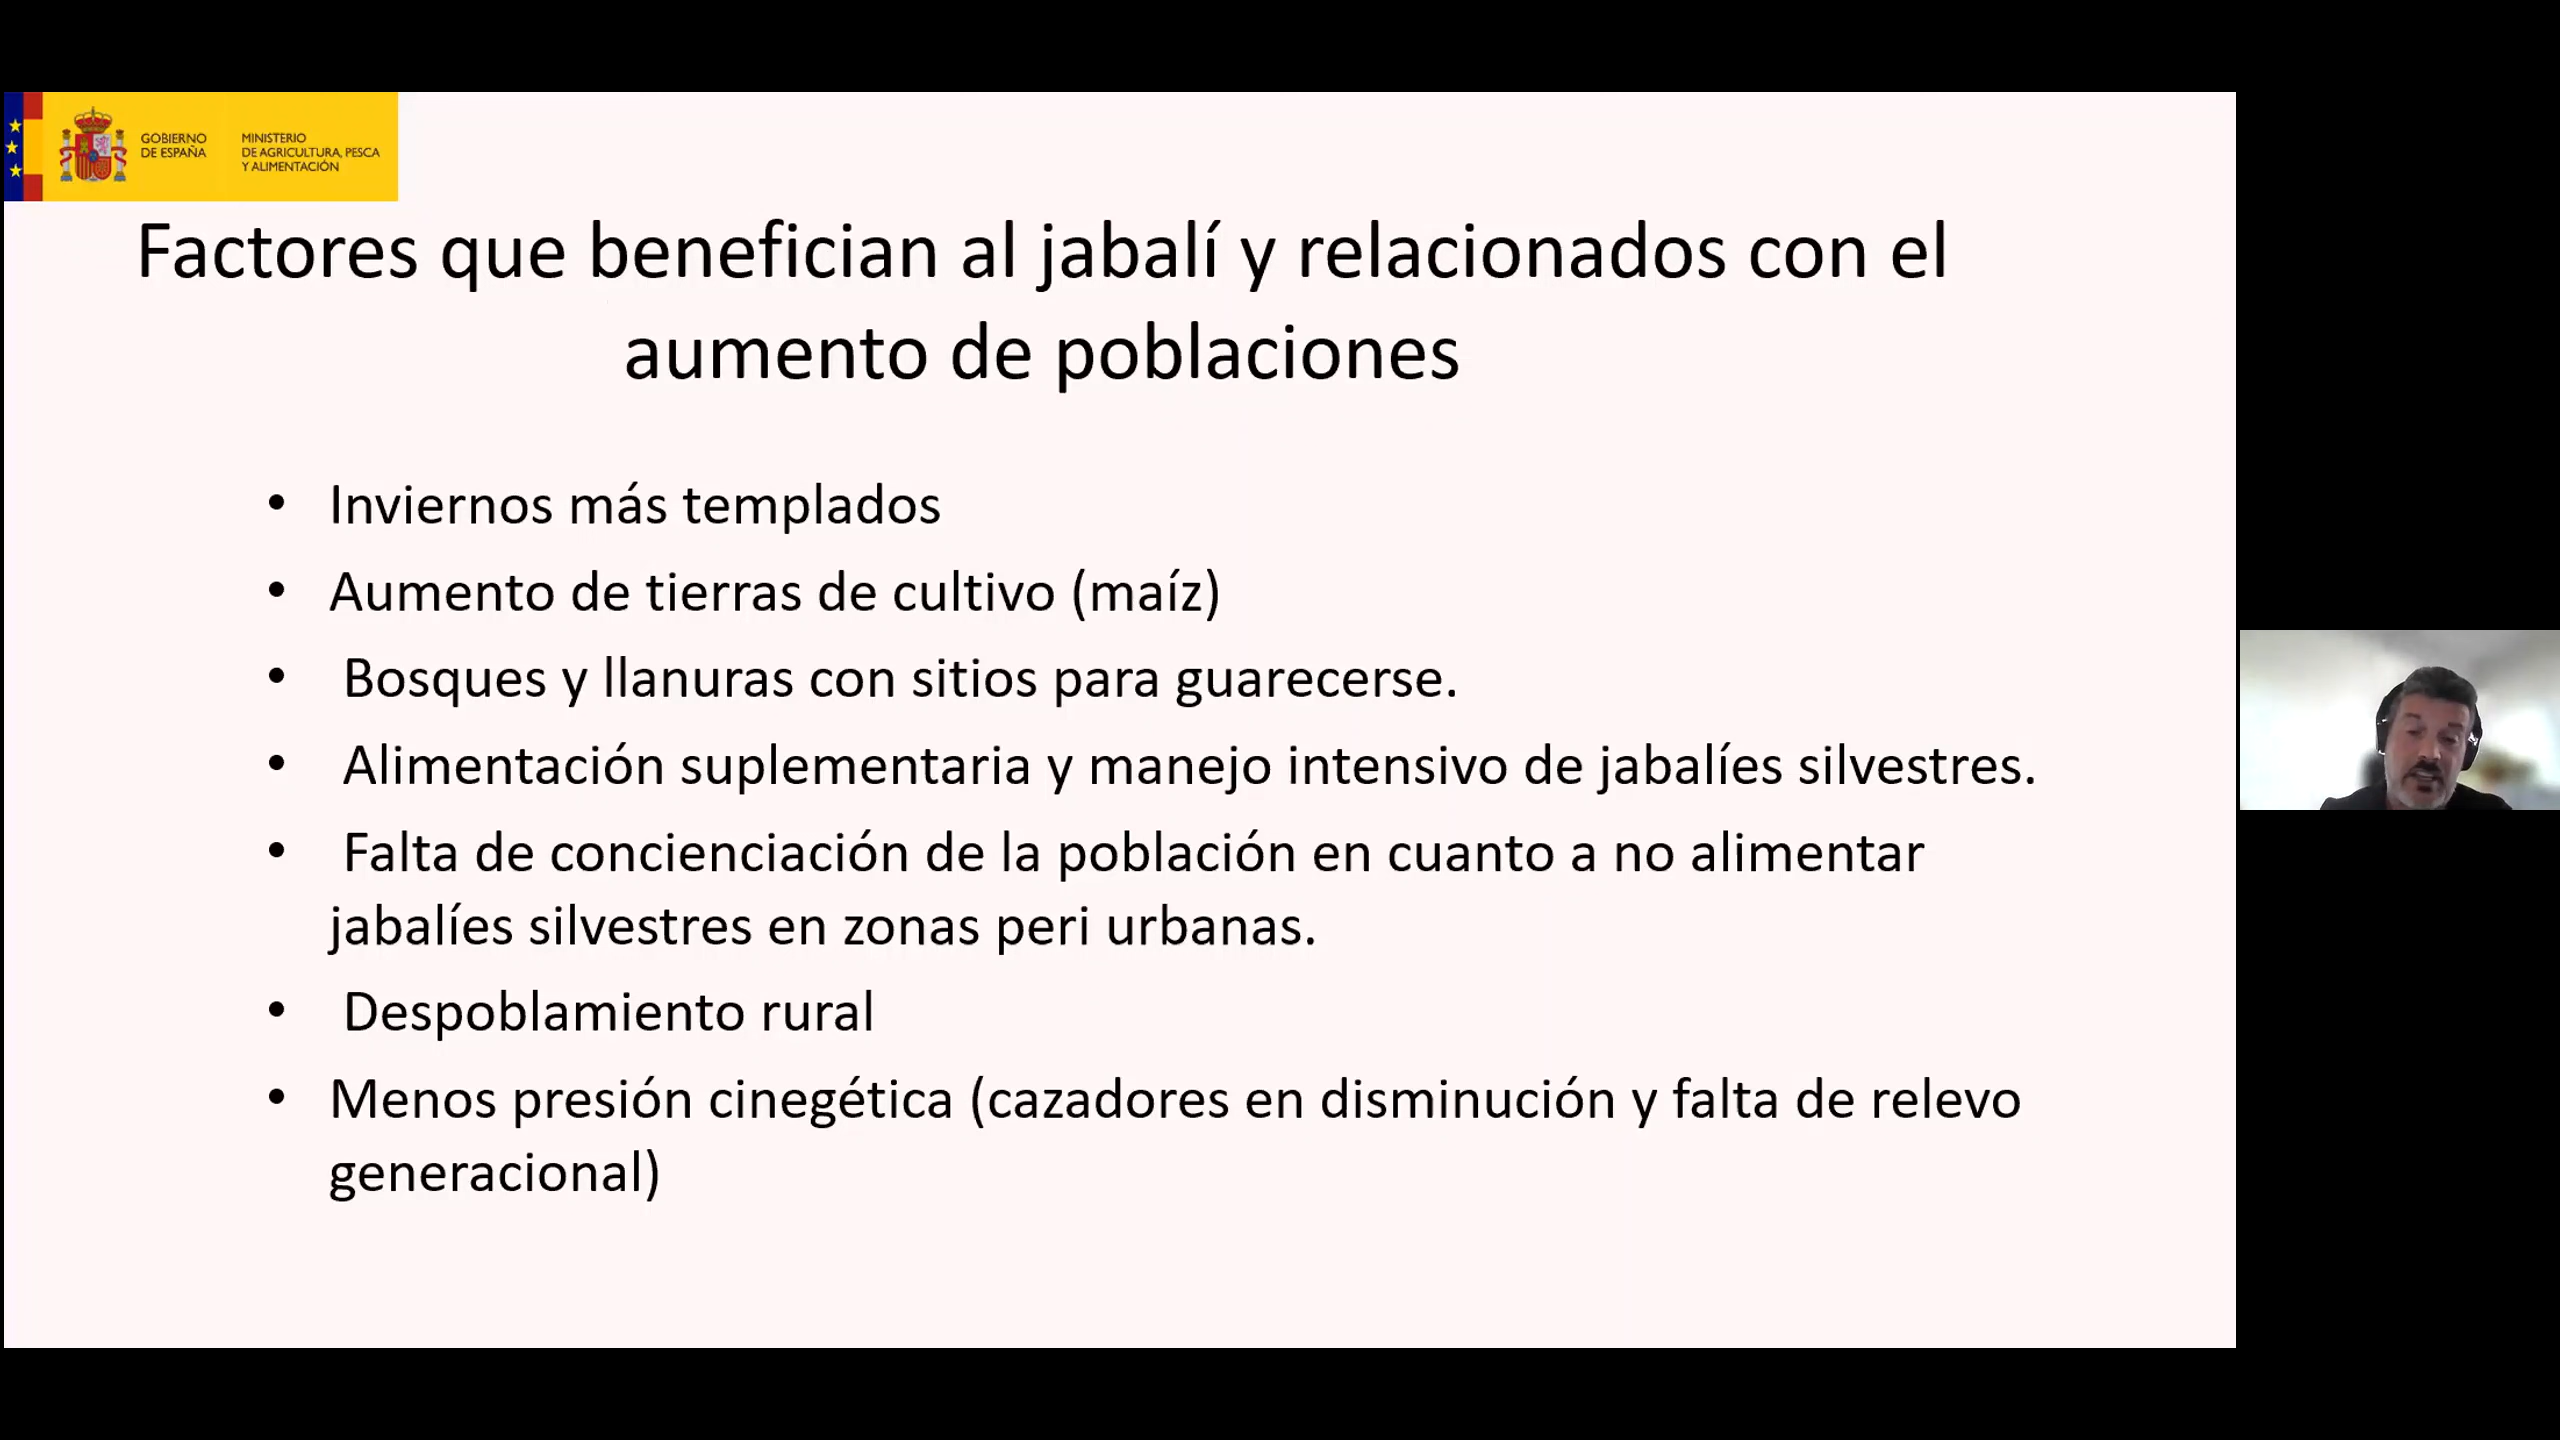 GOBIERNO
DE ESPAÑA
MINISTERIO
DE AGRICULTURA, PESCA
Y ALIMENTACIÓN
Factores que benefician al jabalí y relacionados con el
aumento de poblaciones
• Inviernos más templados
• Aumento de tierras de cultivo (maíz)
• Bosques y llanuras con sitios para guarecerse.
• Alimentación suplementaria y manejo intensivo de jabalíes silvestres.
• Falta de concienciación de la población en cuanto a no alimentar
jabalíes silvestres en zonas peri urbanas.
• Despoblamiento rural
• Menos presión cinegética (cazadores en disminución y falta de relevo
generacional)